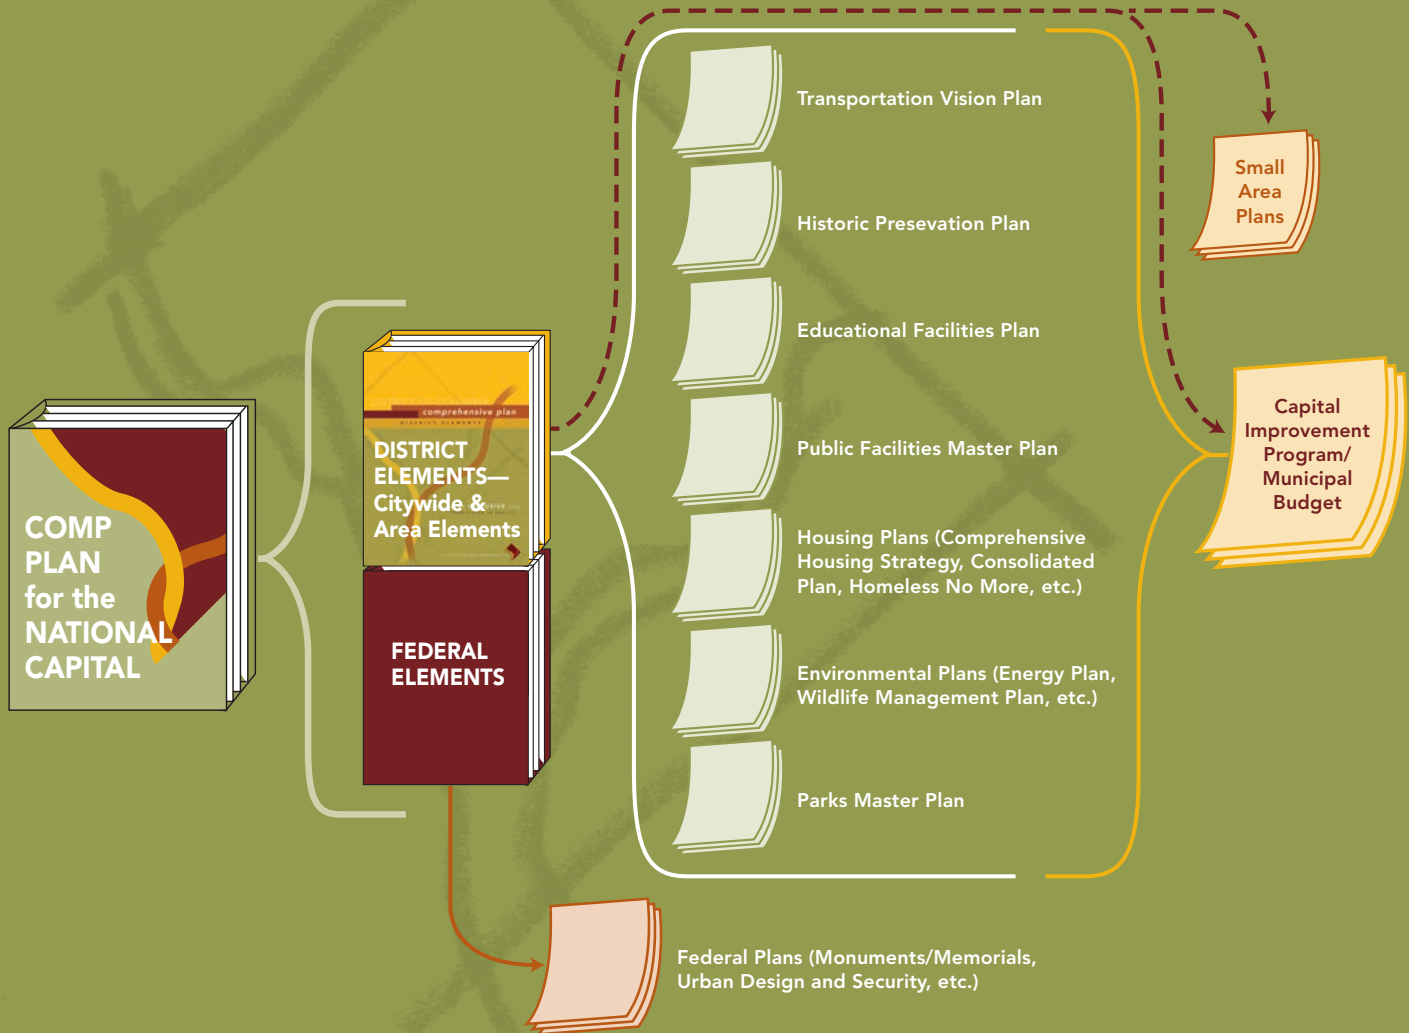 Transportation Vision Plan
Small
Area
Plans
Historic Presevation Plan
Educational Facilities Plan
comprehensive plan
DISTRICT ELEMENTS
DISTRICT
ELEMENTS—
Citywide &
Area Elements
Public Facilities Master Plan
Capital
Improvement
Program/
Municipal
Budget
COMP
PLAN
for the
NATIONAL
CAPITAL
Housing Plans (Comprehensive
Housing Strategy, Consolidated
Plan, Homeless No More, etc.)
FEDERAL
ELEMENTS
Environmental Plans (Energy Plan,
Wildlife Management Plan, etc.)
Parks Master Plan
Federal Plans (Monuments/Memorials,
Urban Design and Security, etc.)